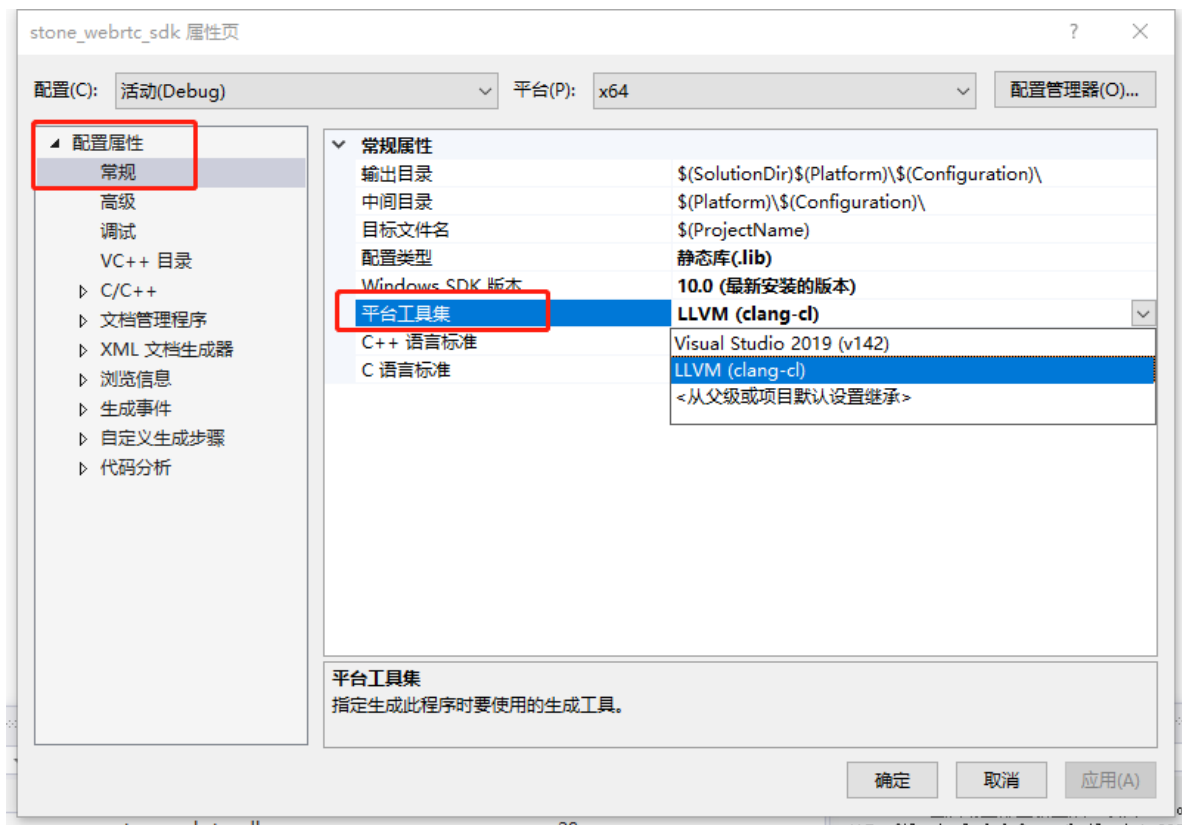 stone_webrtc_sdk 属性页
?
配置(C): 活动(Debug) 平台(P): x64 配置管理器(O)...
配置属性
常规
高级
调试
VC++ 目录
C/C++
文档管理程序
XML 文档生成器
浏览信息
生成事件
自定义生成步骤
代码分析
常规属性
输出目录 $(SolutionDir)$(Platform)\$(Configuration)\
中间目录 $(Platform)\$(Configuration)\
目标文件名 $(ProjectName)
配置类型 静态库(.lib)
Windows SDK 版本 10.0 (最新安装的版本)
平台工具集 LLVM (clang-cl)
C++ 语言标准 Visual Studio 2019 (v142)
C 语言标准 LLVM (clang-cl)
<从父级或项目默认设置继承>
平台工具集
指定生成此程序时要使用的生成工具。
确定 取消 应用(A)